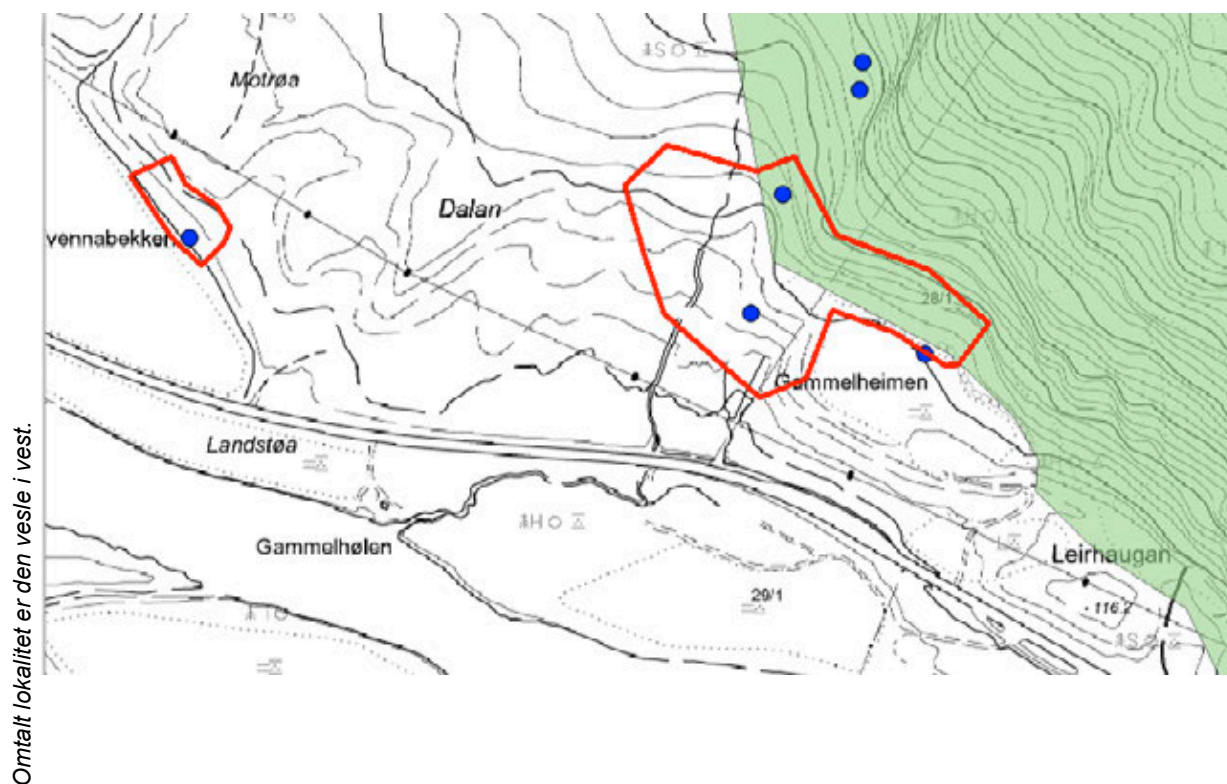 Motrøa
Dalan
vennabekken
28/1
Gammelheimen
Landstøa
Gammelhølen
29/1
Leirhaugan
116.2
Omtalt lokalitet er den vesle i vest.